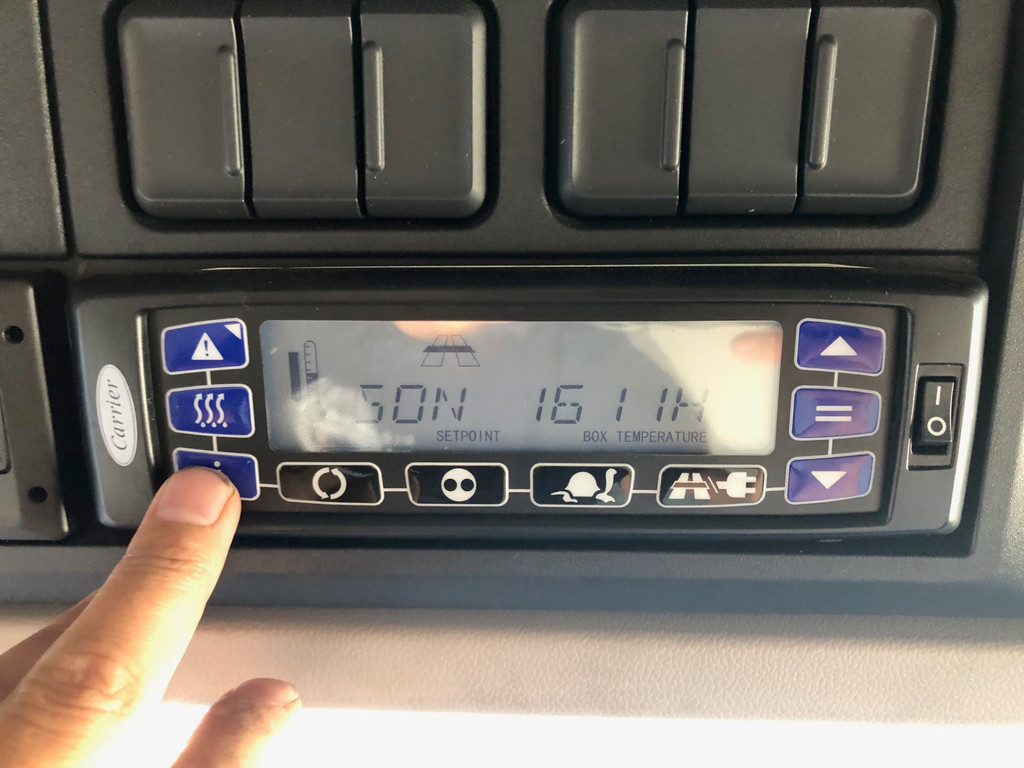 Carrier
SON 1611H
SETPOINT BOX TEMPERATURE